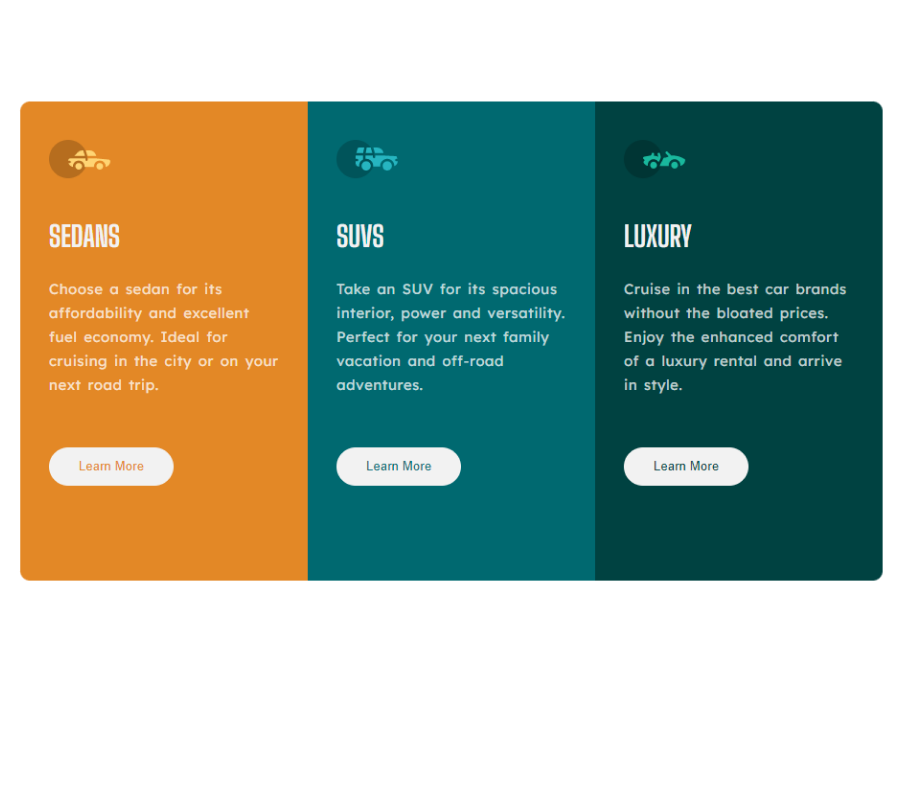 SEDANS
Choose a sedan for its
affordability and excellent
fuel economy. Ideal for
cruising in the city or on your
next road trip.
Learn More
SUVS
Take an SUV for its spacious
interior, power and versatility.
Perfect for your next family
vacation and off-road
adventures.
Learn More
LUXURY
Cruise in the best car brands
without the bloated prices.
Enjoy the enhanced comfort
of a luxury rental and arrive
in style.
Learn More